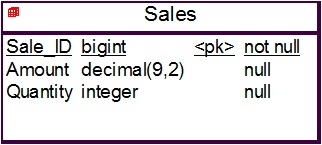 Sales
Sale_ID bigint <pk> not null
Amount decimal(9,2) null
Quantity integer null